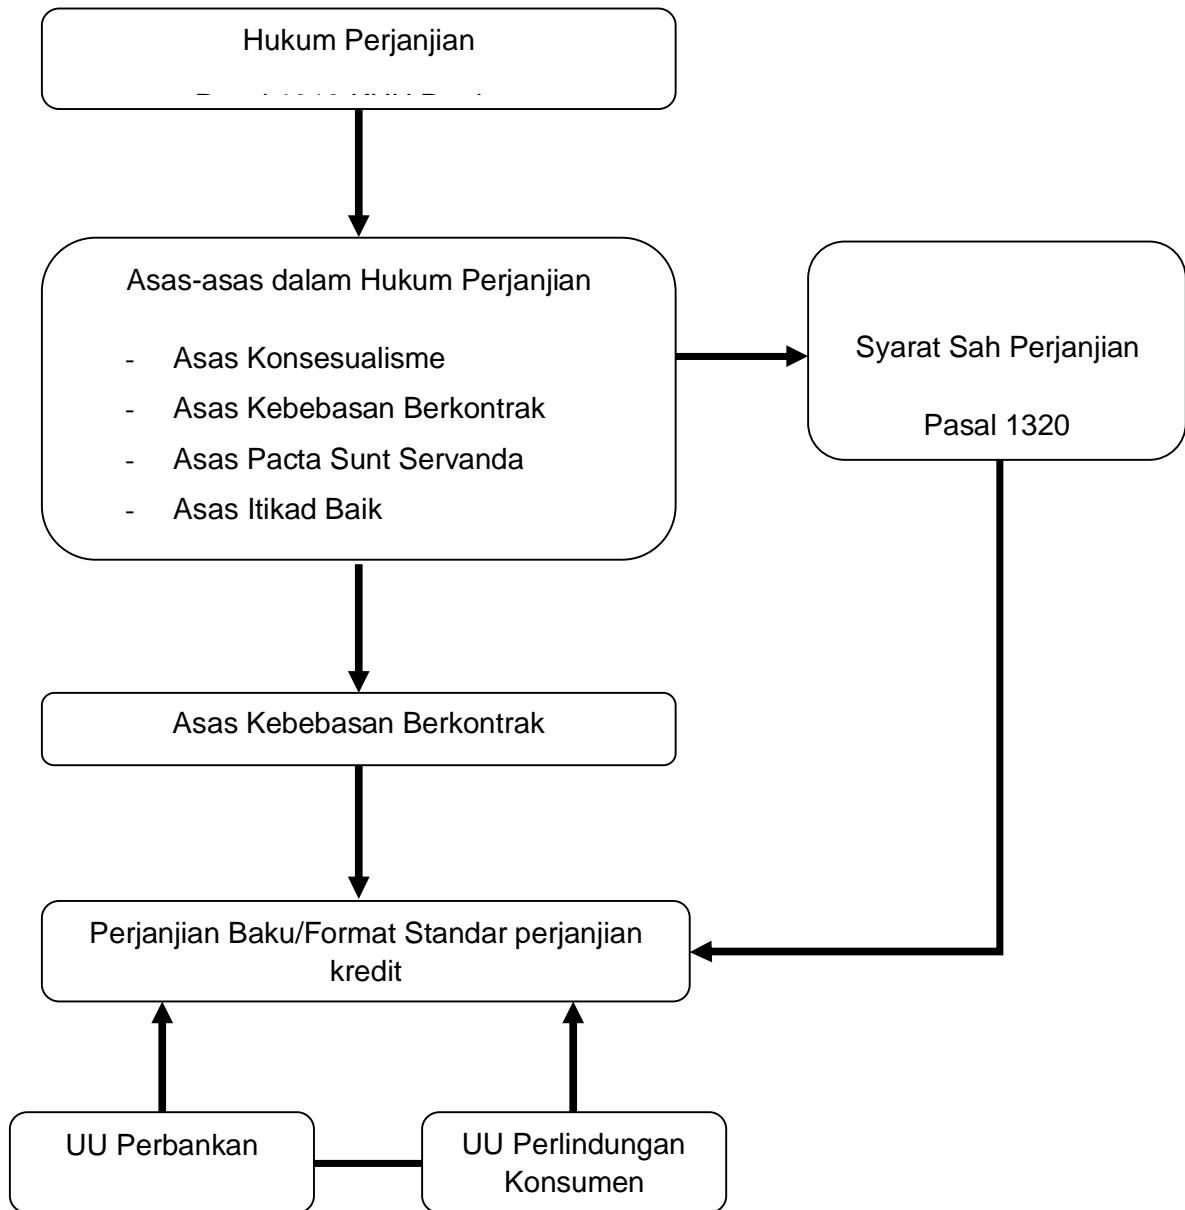 Hukum Perjanjian
Asas-asas dalam Hukum Perjanjian
- Asas Konsesualisme
- Asas Kebebasan Berkontrak
- Asas Pacta Sunt Servanda
- Asas Itikad Baik
Syarat Sah Perjanjian
Pasal 1320
Asas Kebebasan Berkontrak
Perjanjian Baku/Format Standar perjanjian
kredit
UU Perbankan
UU Perlindungan
Konsumen